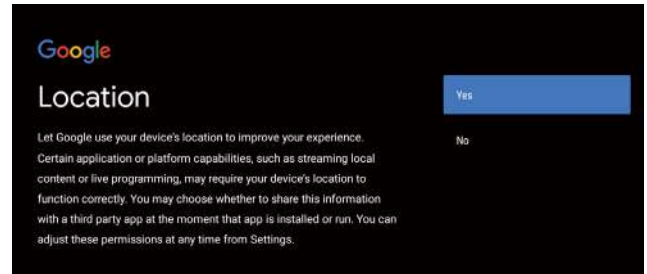 Google
Location
Let Google use your device's location to improve your experience.
Certain application or platform capabilities, such as streaming local
content or live programming, may require your device's location to
function correctly. You may choose whether to share this information
with a third party app at the moment that app is installed or run. You can
adjust these permissions at any time from Settings.
Yes
No